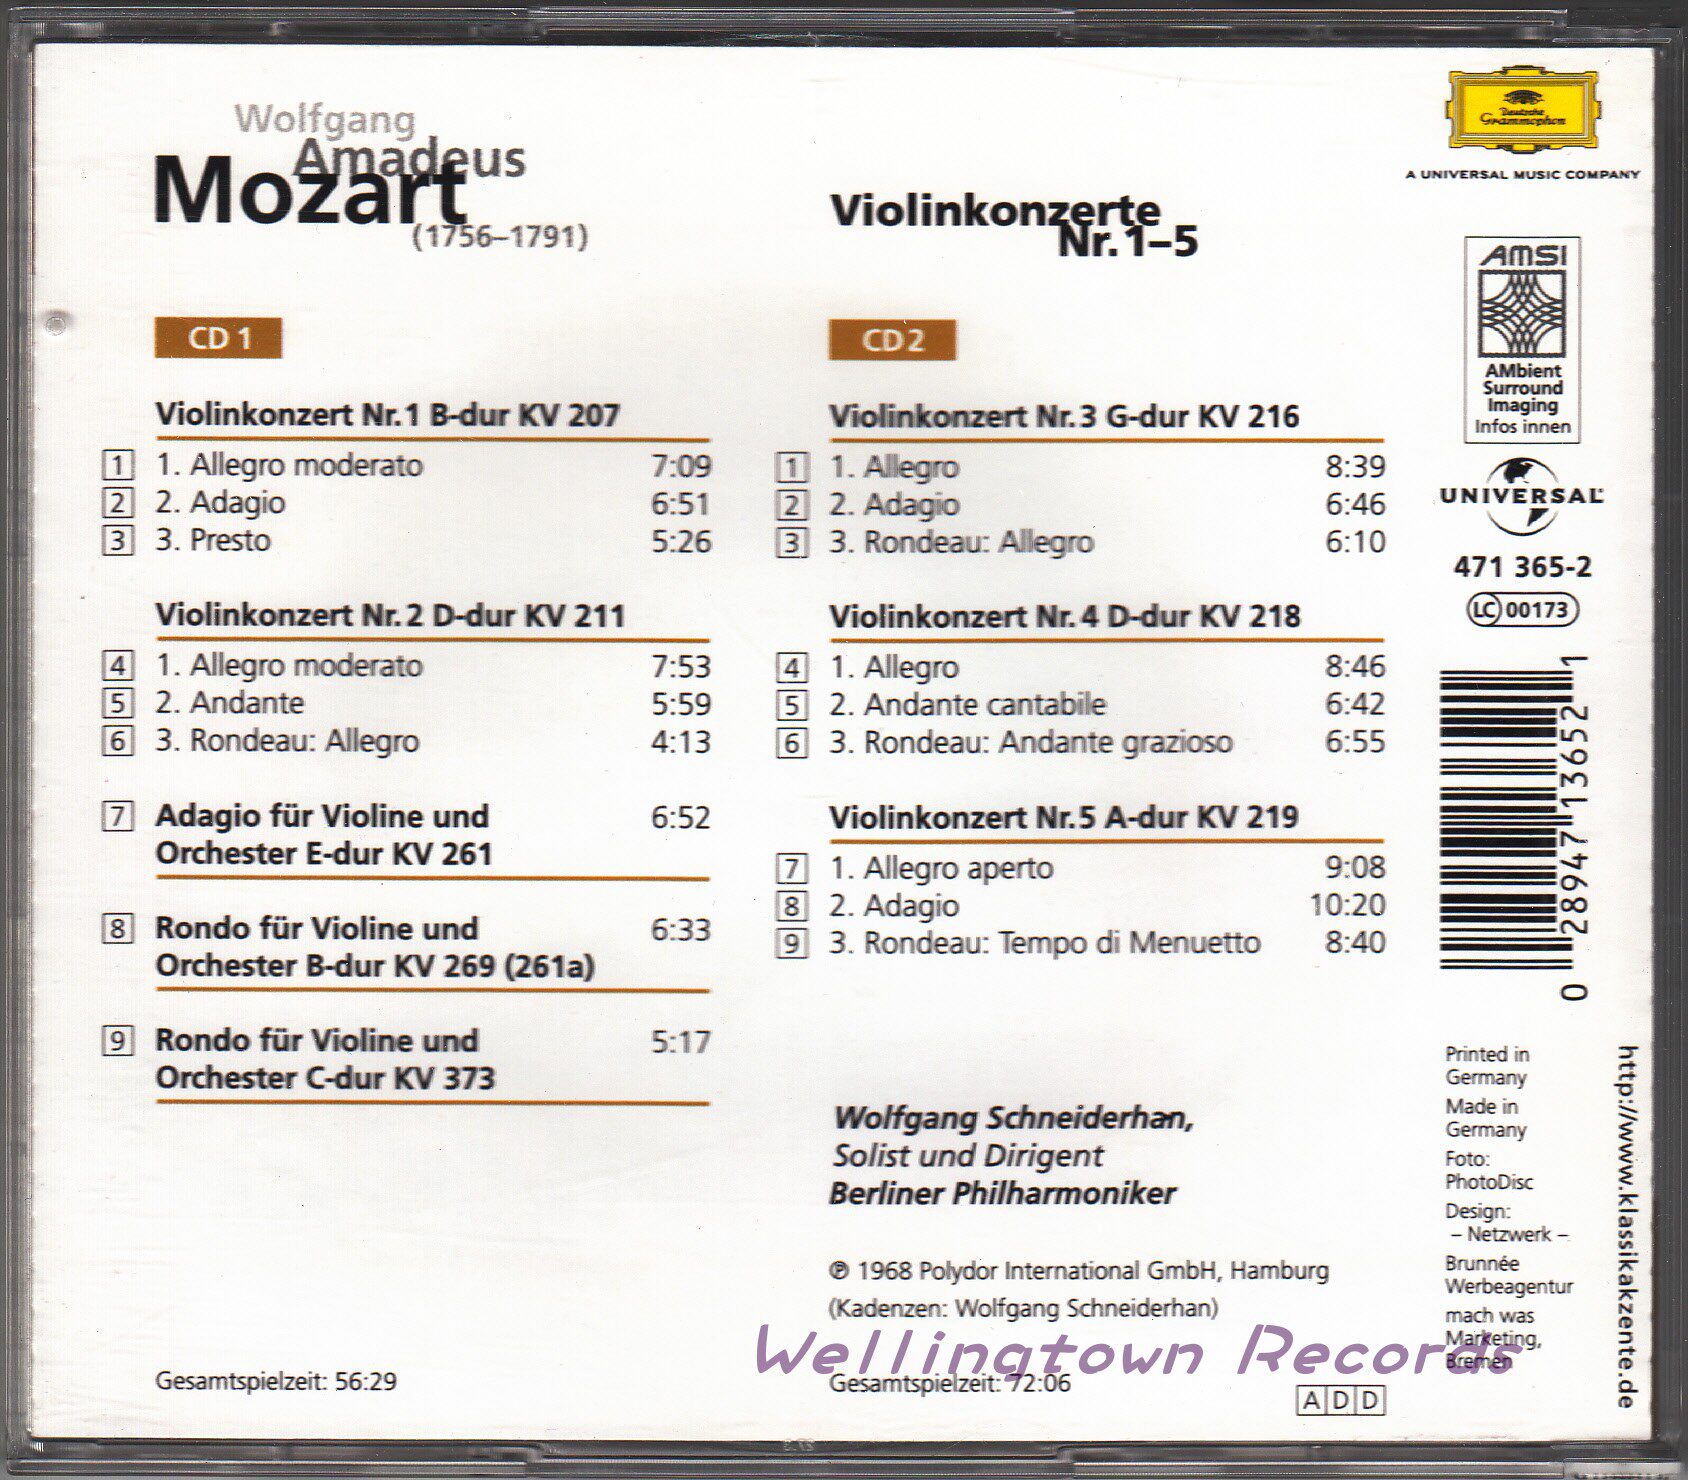 Wolfgang
Amadeus
Mozart
(1756–1791)
Violinkonzerte
Nr. 1–5
CD 1
Violinkonzert Nr. 1 B-dur KV 207
1 1. Allegro moderato 7:09
2 2. Adagio 6:51
3 3. Presto 5:26
Violinkonzert Nr. 2 D-dur KV 211
4 1. Allegro moderato 7:53
5 2. Andante 5:59
6 3. Rondeau: Allegro 4:13
7 Adagio für Violine und 6:52
Orchester E-dur KV 261
8 Rondo für Violine und 6:33
Orchester B-dur KV 269 (261a)
9 Rondo für Violine und 5:17
Orchester C-dur KV 373
Gesamtspielzeit: 56:29
CD 2
Violinkonzert Nr. 3 G-dur KV 216
1 1. Allegro 8:39
2 2. Adagio 6:46
3 3. Rondeau: Allegro 6:10
Violinkonzert Nr. 4 D-dur KV 218
4 1. Allegro 8:46
5 2. Andante cantabile 6:42
6 3. Rondeau: Andante grazioso 6:55
Violinkonzert Nr. 5 A-dur KV 219
7 1. Allegro aperto 9:08
8 2. Adagio 10:20
9 3. Rondeau: Tempo di Menuetto 8:40
Wolfgang Schneiderhan,
Solist und Dirigent
Berliner Philharmoniker
℗ 1968 Polydor International GmbH, Hamburg
(Kadenzen: Wolfgang Schneiderhan)
Wellingtown Records
Gesamtspielzeit: 72:06
ADD
Deutsche
Grammophon
A UNIVERSAL MUSIC COMPANY
AMSI
AMbient
Surround
Imaging
Infos innen
UNIVERSAL
471 365-2
LC 00173
0 28947 13652 1
Printed in
Germany
Made in
Germany
Foto:
PhotoDisc
Design:
– Netzwerk –
Brunnée
Werbeagentur
mach was
Marketing,
Bremen
http://www.klassikakzente.de